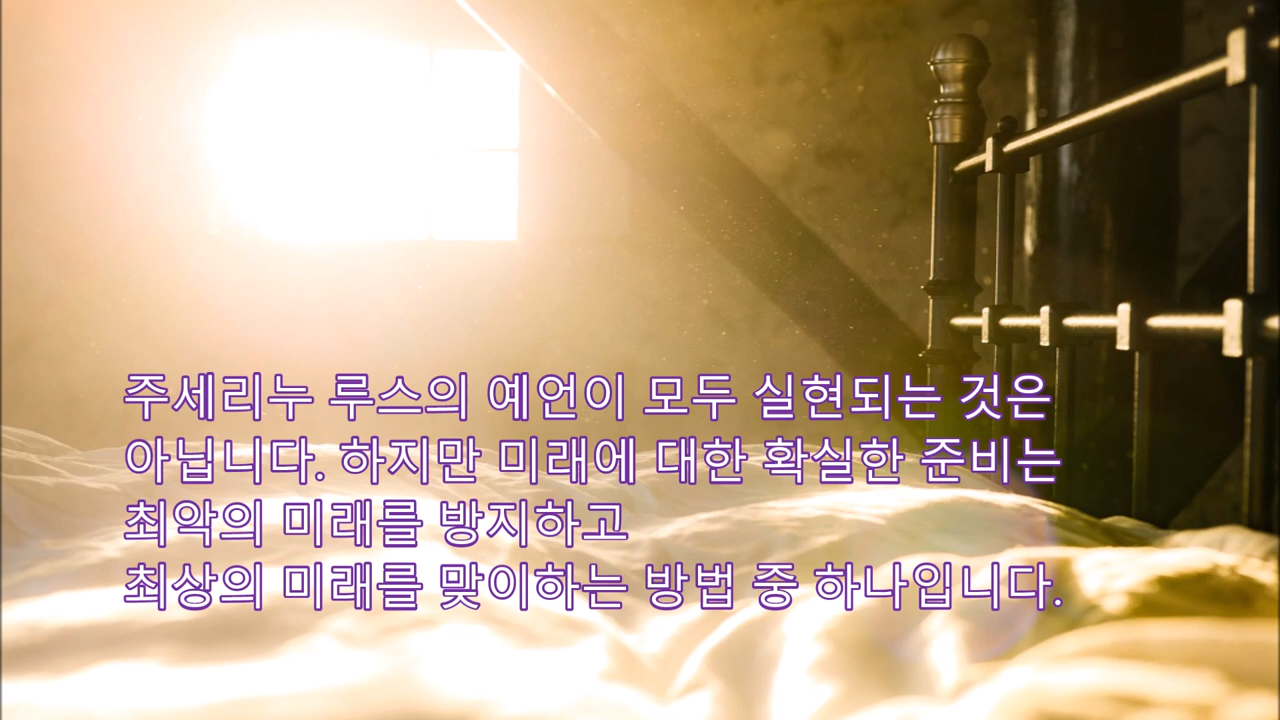 주세리누 루스의 예언이 모두 실현되는 것은
아닙니다. 하지만 미래에 대한 확실한 준비는
최악의 미래를 방지하고
최상의 미래를 맞이하는 방법 중 하나입니다.